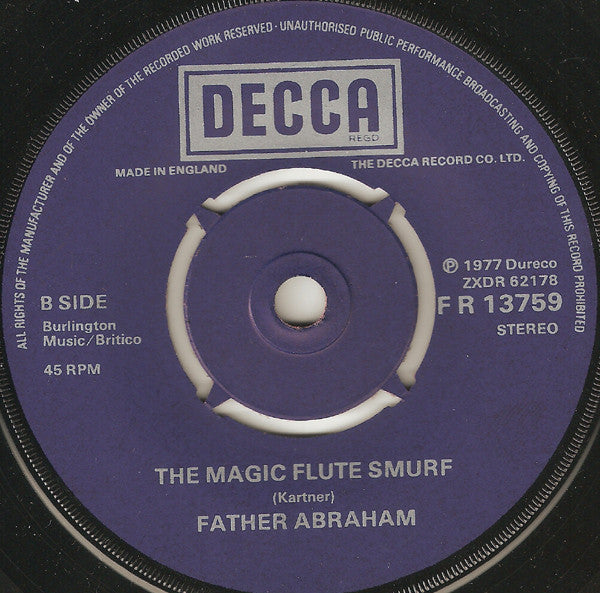 ALL RIGHTS OF THE MANUFACTURER AND OF THE OWNER OF THE RECORDED WORK RESERVED · UNAUTHORISED PUBLIC PERFORMANCE BROADCASTING AND COPYING OF THIS RECORD PROHIBITED
DECCA
REGD
MADE IN ENGLAND
THE DECCA RECORD CO. LTD.
℗ 1977 Dureco
ZXDR 62178
B SIDE
F R 13759
Burlington
Music/Britico
STEREO
45 RPM
THE MAGIC FLUTE SMURF
(Kartner)
FATHER ABRAHAM